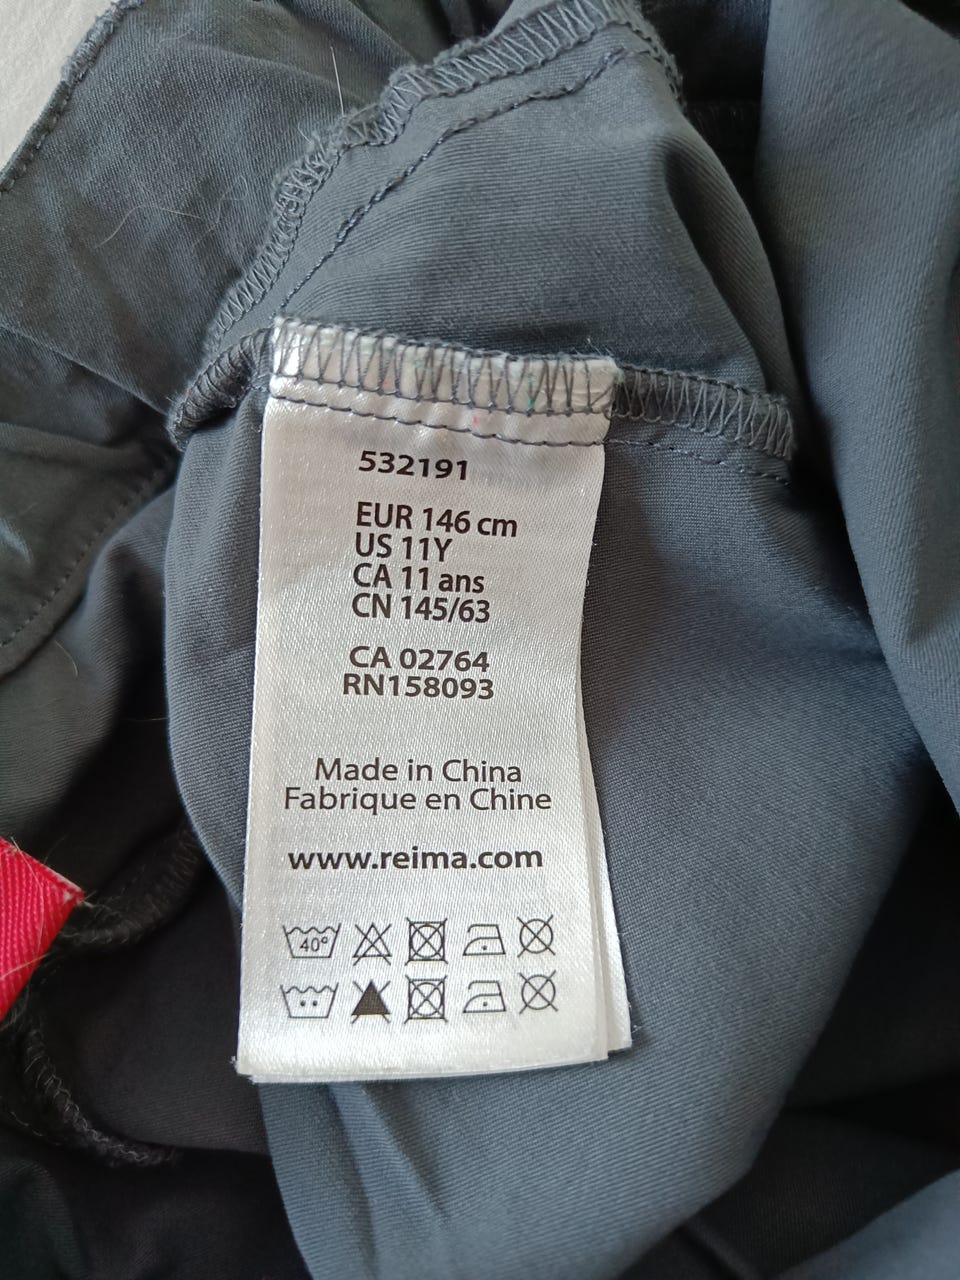 532191
EUR 146 cm
US 11Y
CA 11 ans
CN 145/63
CA 02764
RN158093
Made in China
Fabrique en Chine
www.reima.com
40°